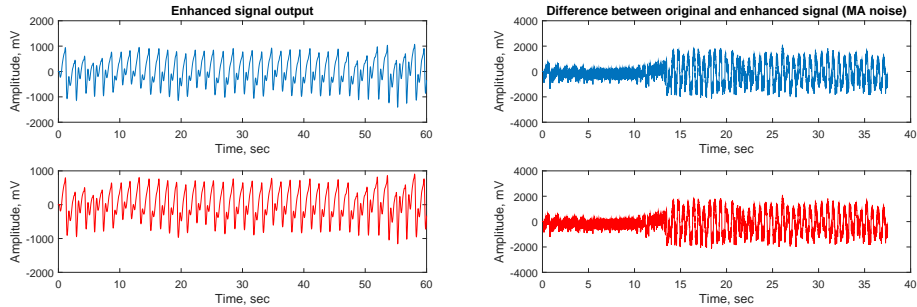 Enhanced signal output
Amplitude, mV
2000
1000
0
-1000
-2000
0 10 20 30 40 50 60
Time, sec
Difference between original and enhanced signal (MA noise)
Amplitude, mV
4000
2000
0
-2000
-4000
0 5 10 15 20 25 30 35 40
Time, sec
Amplitude, mV
1000
0
-1000
-2000
0 10 20 30 40 50 60
Time, sec
Amplitude, mV
4000
2000
0
-2000
-4000
0 5 10 15 20 25 30 35 40
Time, sec